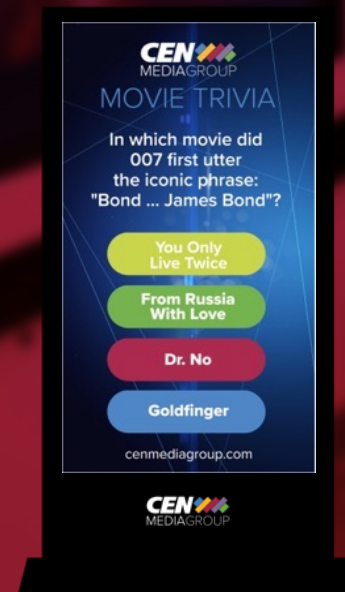 CEN
MEDIAGROUP
MOVIE TRIVIA
In which movie did
007 first utter
the iconic phrase:
"Bond ... James Bond"?
You Only
Live Twice
From Russia
With Love
Dr. No
Goldfinger
cenmediagroup.com
CEN
MEDIAGROUP